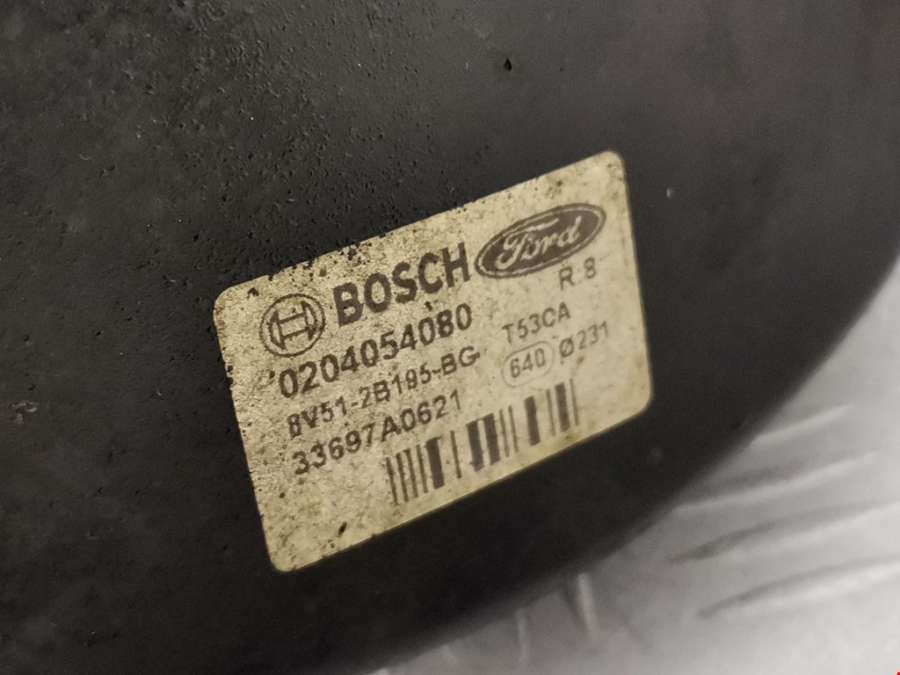 BOSCH Ford
R 8
0204054080 T53CA
8V51-2B195-BG 640 Ø231
33697A0621